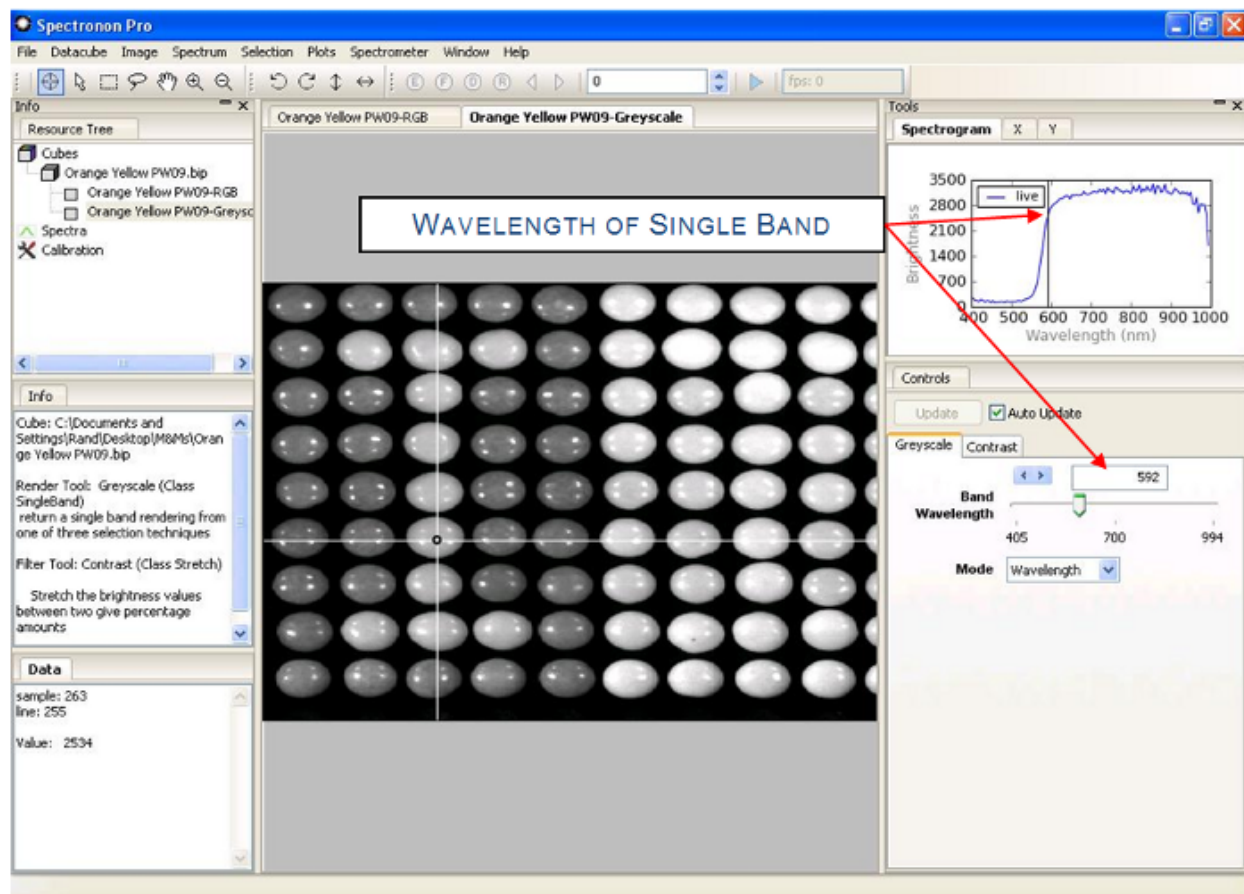 Spectronon Pro
File Datacube Image Spectrum Selection Plots Spectrometer Window Help
E F D R 0 fps: 0
Info
Resource Tree
Cubes
Orange Yellow PW09.bip
Orange Yellow PW09-RGB
Orange Yellow PW09-Greysc
Spectra
Calibration
Info
Cube: C:\Documents and
Settings\Rand\Desktop\M&Ms\Oran
ge Yellow PW09.bip
Render Tool: Greyscale (Class
SingleBand)
return a single band rendering from
one of three selection techniques
Filter Tool: Contrast (Class Stretch)
Stretch the brightness values
between two give percentage
amounts
Data
sample: 263
line: 255
Value: 2534
Orange Yellow PW09-RGB Orange Yellow PW09-Greyscale
WAVELENGTH OF SINGLE BAND
Tools
Spectrogram X Y
3500
2800
2100
1400
700
0
Brightness
live
400 500 600 700 800 900 1000
Wavelength (nm)
Controls
Update Auto Update
Greyscale Contrast
592
Band
Wavelength
405 700 994
Mode Wavelength